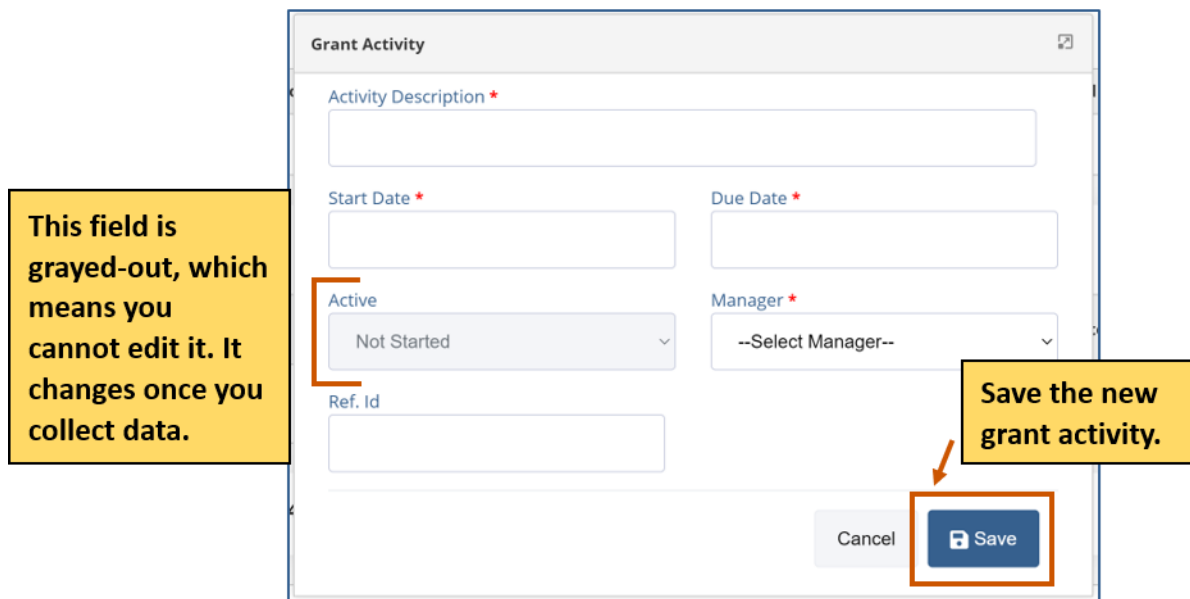 Grant Activity
Activity Description *
Start Date *
Due Date *
This field is
grayed-out, which
means you
cannot edit it. It
changes once you
collect data.
Active
Manager *
Not Started
--Select Manager--
Ref. Id
Save the new
grant activity.
Cancel
Save